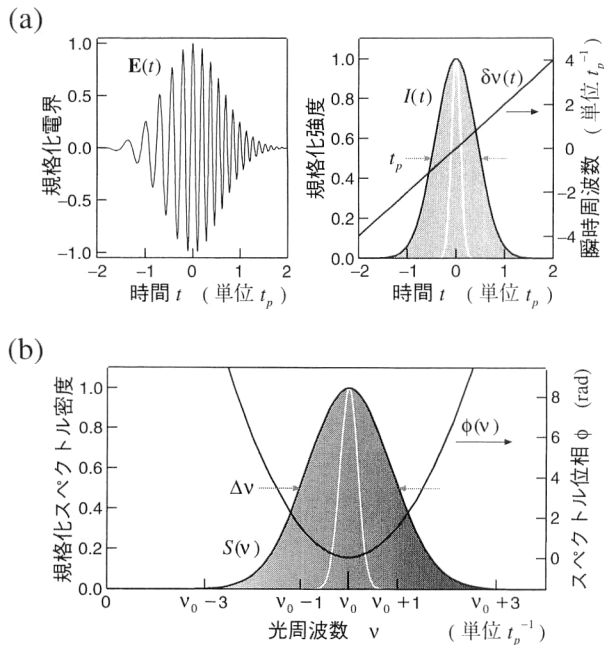 (a)
1.0
0.5
0.0
−0.5
−1.0
E(t)
規格化電界
−2 −1 0 1 2
時間 t (単位 t_p)
1.0
0.8
0.6
0.4
0.2
0.0
規格化強度
I(t)
δν(t)
t_p
4
2
0
−2
−4
瞬時周波数 (単位 t_p⁻¹)
−2 −1 0 1 2
時間 t (単位 t_p)
(b)
1.0
0.8
0.6
0.4
0.2
0.0
規格化スペクトル密度
Δν
S(ν)
φ(ν)
8
6
4
2
0
スペクトル位相 φ (rad)
0 ν₀−3 ν₀−1 ν₀ ν₀+1 ν₀+3
光周波数 ν (単位 t_p⁻¹)